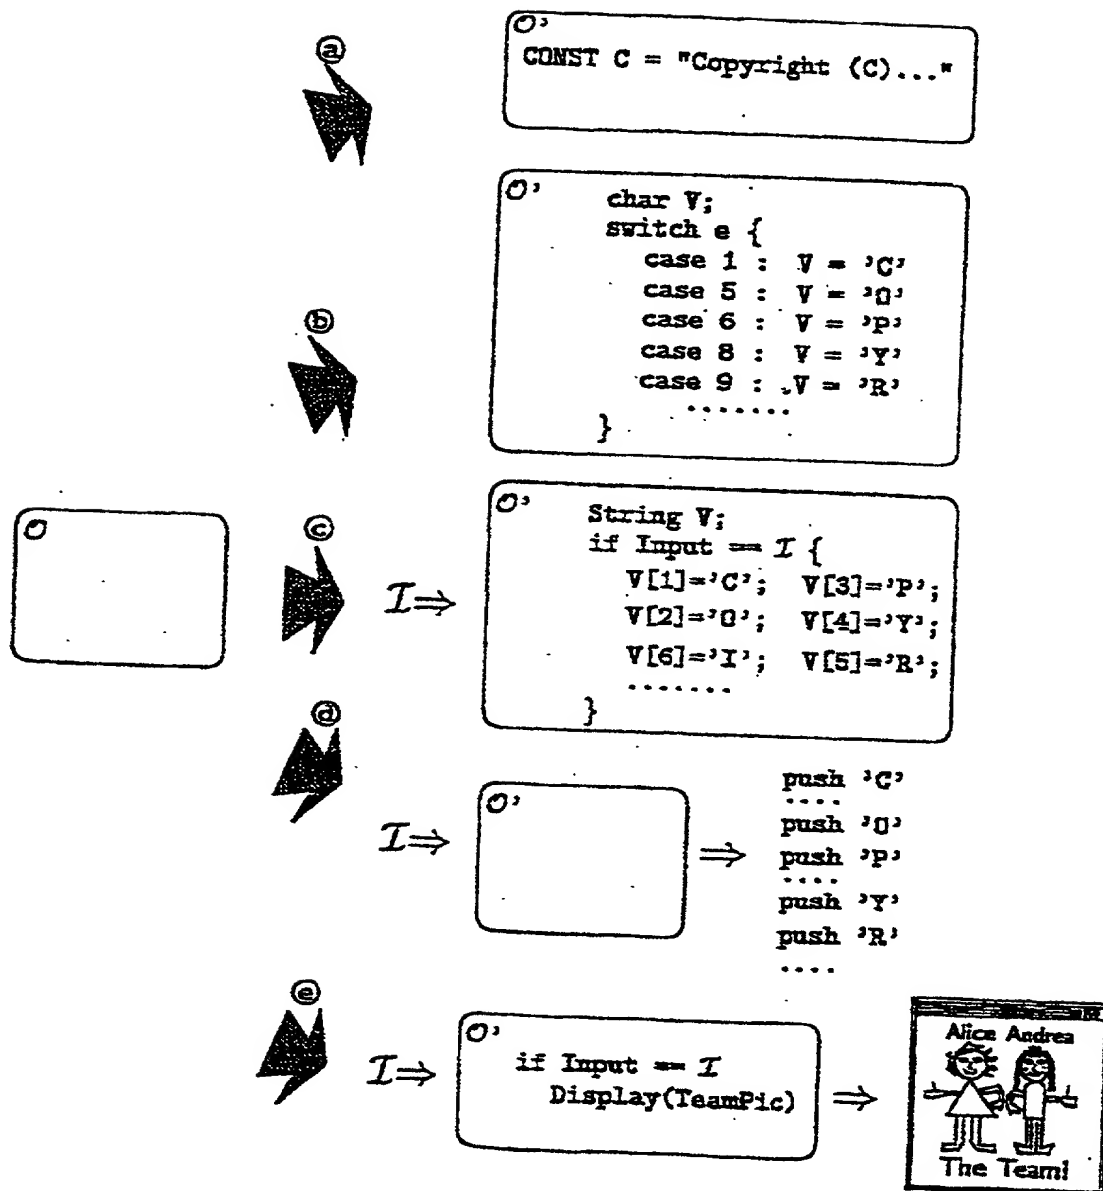 ⓐ
O'
CONST C = "Copyright (C)..."
O'
char V;
switch e {
case 1 : V = 'C'
case 5 : V = 'O'
case 6 : V = 'P'
case 8 : V = 'Y'
case 9 : V = 'R'
.......
}
ⓑ
O
ⓒ
I⇒
O'
String V;
if Input == I {
V[1]='C'; V[3]='P';
V[2]='O'; V[4]='Y';
V[6]='I'; V[5]='R';
.......
}
ⓓ
I⇒
O'
⇒
push 'C'
....
push 'O'
push 'P'
....
push 'Y'
push 'R'
....
ⓔ
I⇒
O'
if Input == I
Display(TeamPic)
⇒
Alice Andrea
The Team!